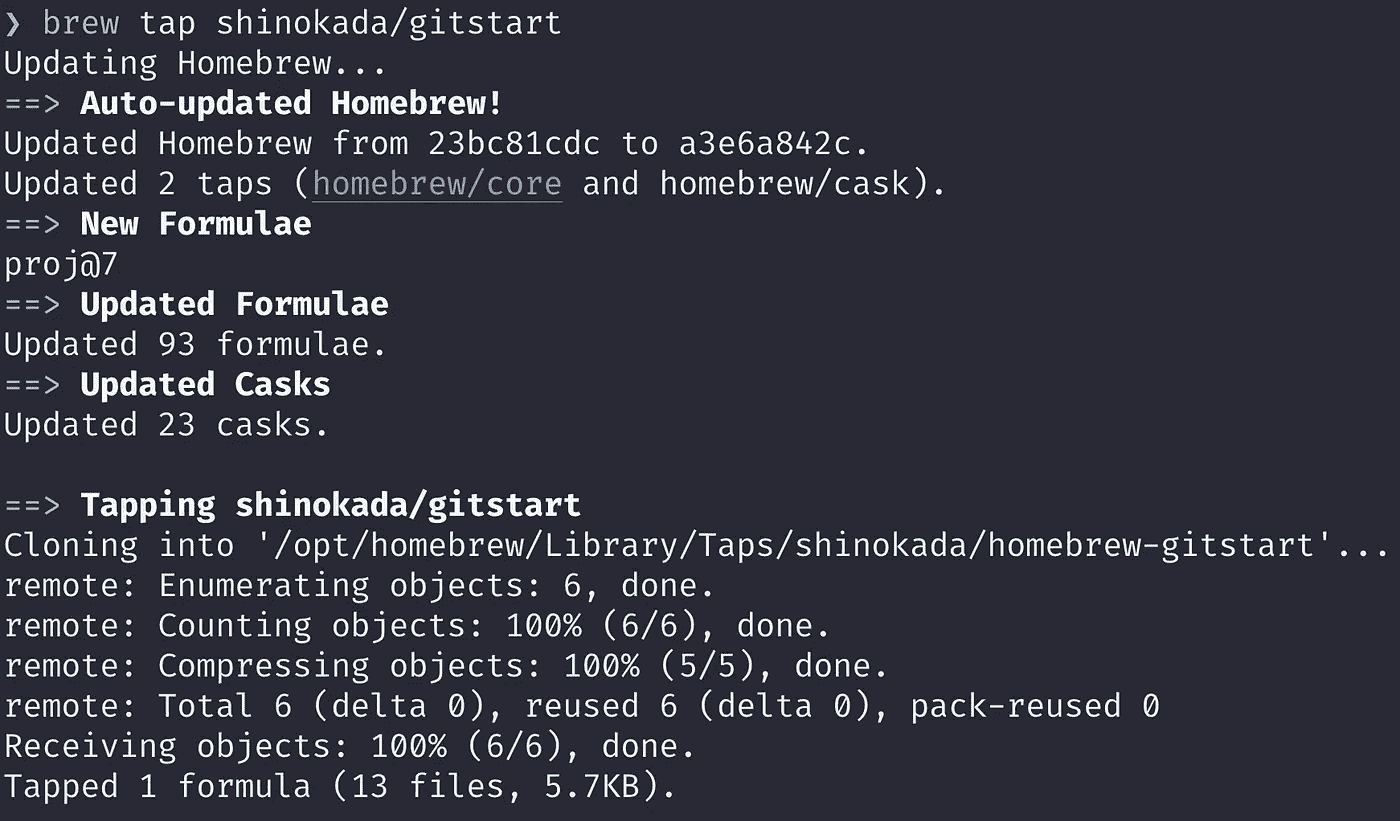 ❯ brew tap shinokada/gitstart
Updating Homebrew...
==> Auto-updated Homebrew!
Updated Homebrew from 23bc81cdc to a3e6a842c.
Updated 2 taps (homebrew/core and homebrew/cask).
==> New Formulae
proj@7
==> Updated Formulae
Updated 93 formulae.
==> Updated Casks
Updated 23 casks.

==> Tapping shinokada/gitstart
Cloning into '/opt/homebrew/Library/Taps/shinokada/homebrew-gitstart'...
remote: Enumerating objects: 6, done.
remote: Counting objects: 100% (6/6), done.
remote: Compressing objects: 100% (5/5), done.
remote: Total 6 (delta 0), reused 6 (delta 0), pack-reused 0
Receiving objects: 100% (6/6), done.
Tapped 1 formula (13 files, 5.7KB).